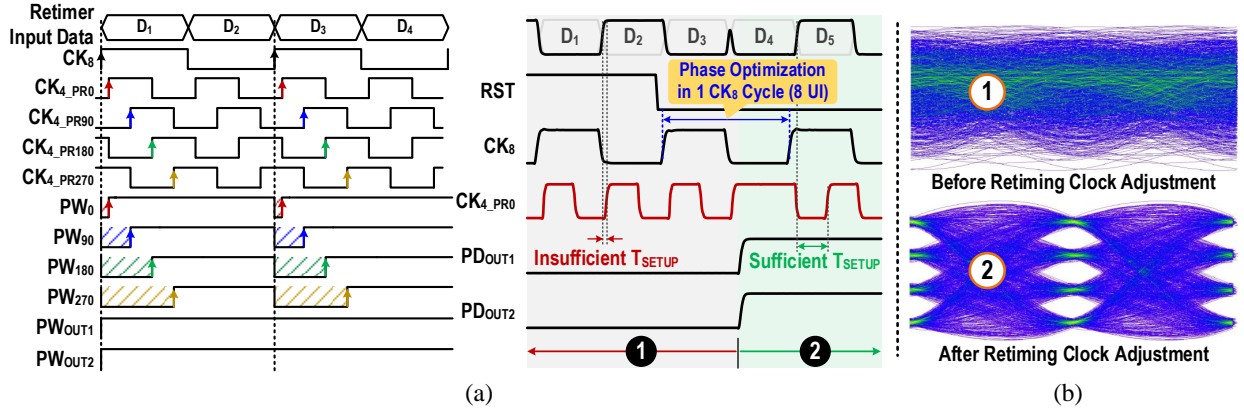 Retimer
Input Data
D1 D2 D3 D4
CK8
CK4_PR0
CK4_PR90
CK4_PR180
CK4_PR270
PW0
PW90
PW180
PW270
PWOUT1
PWOUT2
D1 D2 D3 D4 D5
Phase Optimization
in 1 CK8 Cycle (8 UI)
RST
CK8
CK4_PR0
Insufficient TSETUP
Sufficient TSETUP
PDOUT1
PDOUT2
1 2
(a)
1
Before Retiming Clock Adjustment
2
After Retiming Clock Adjustment
(b)